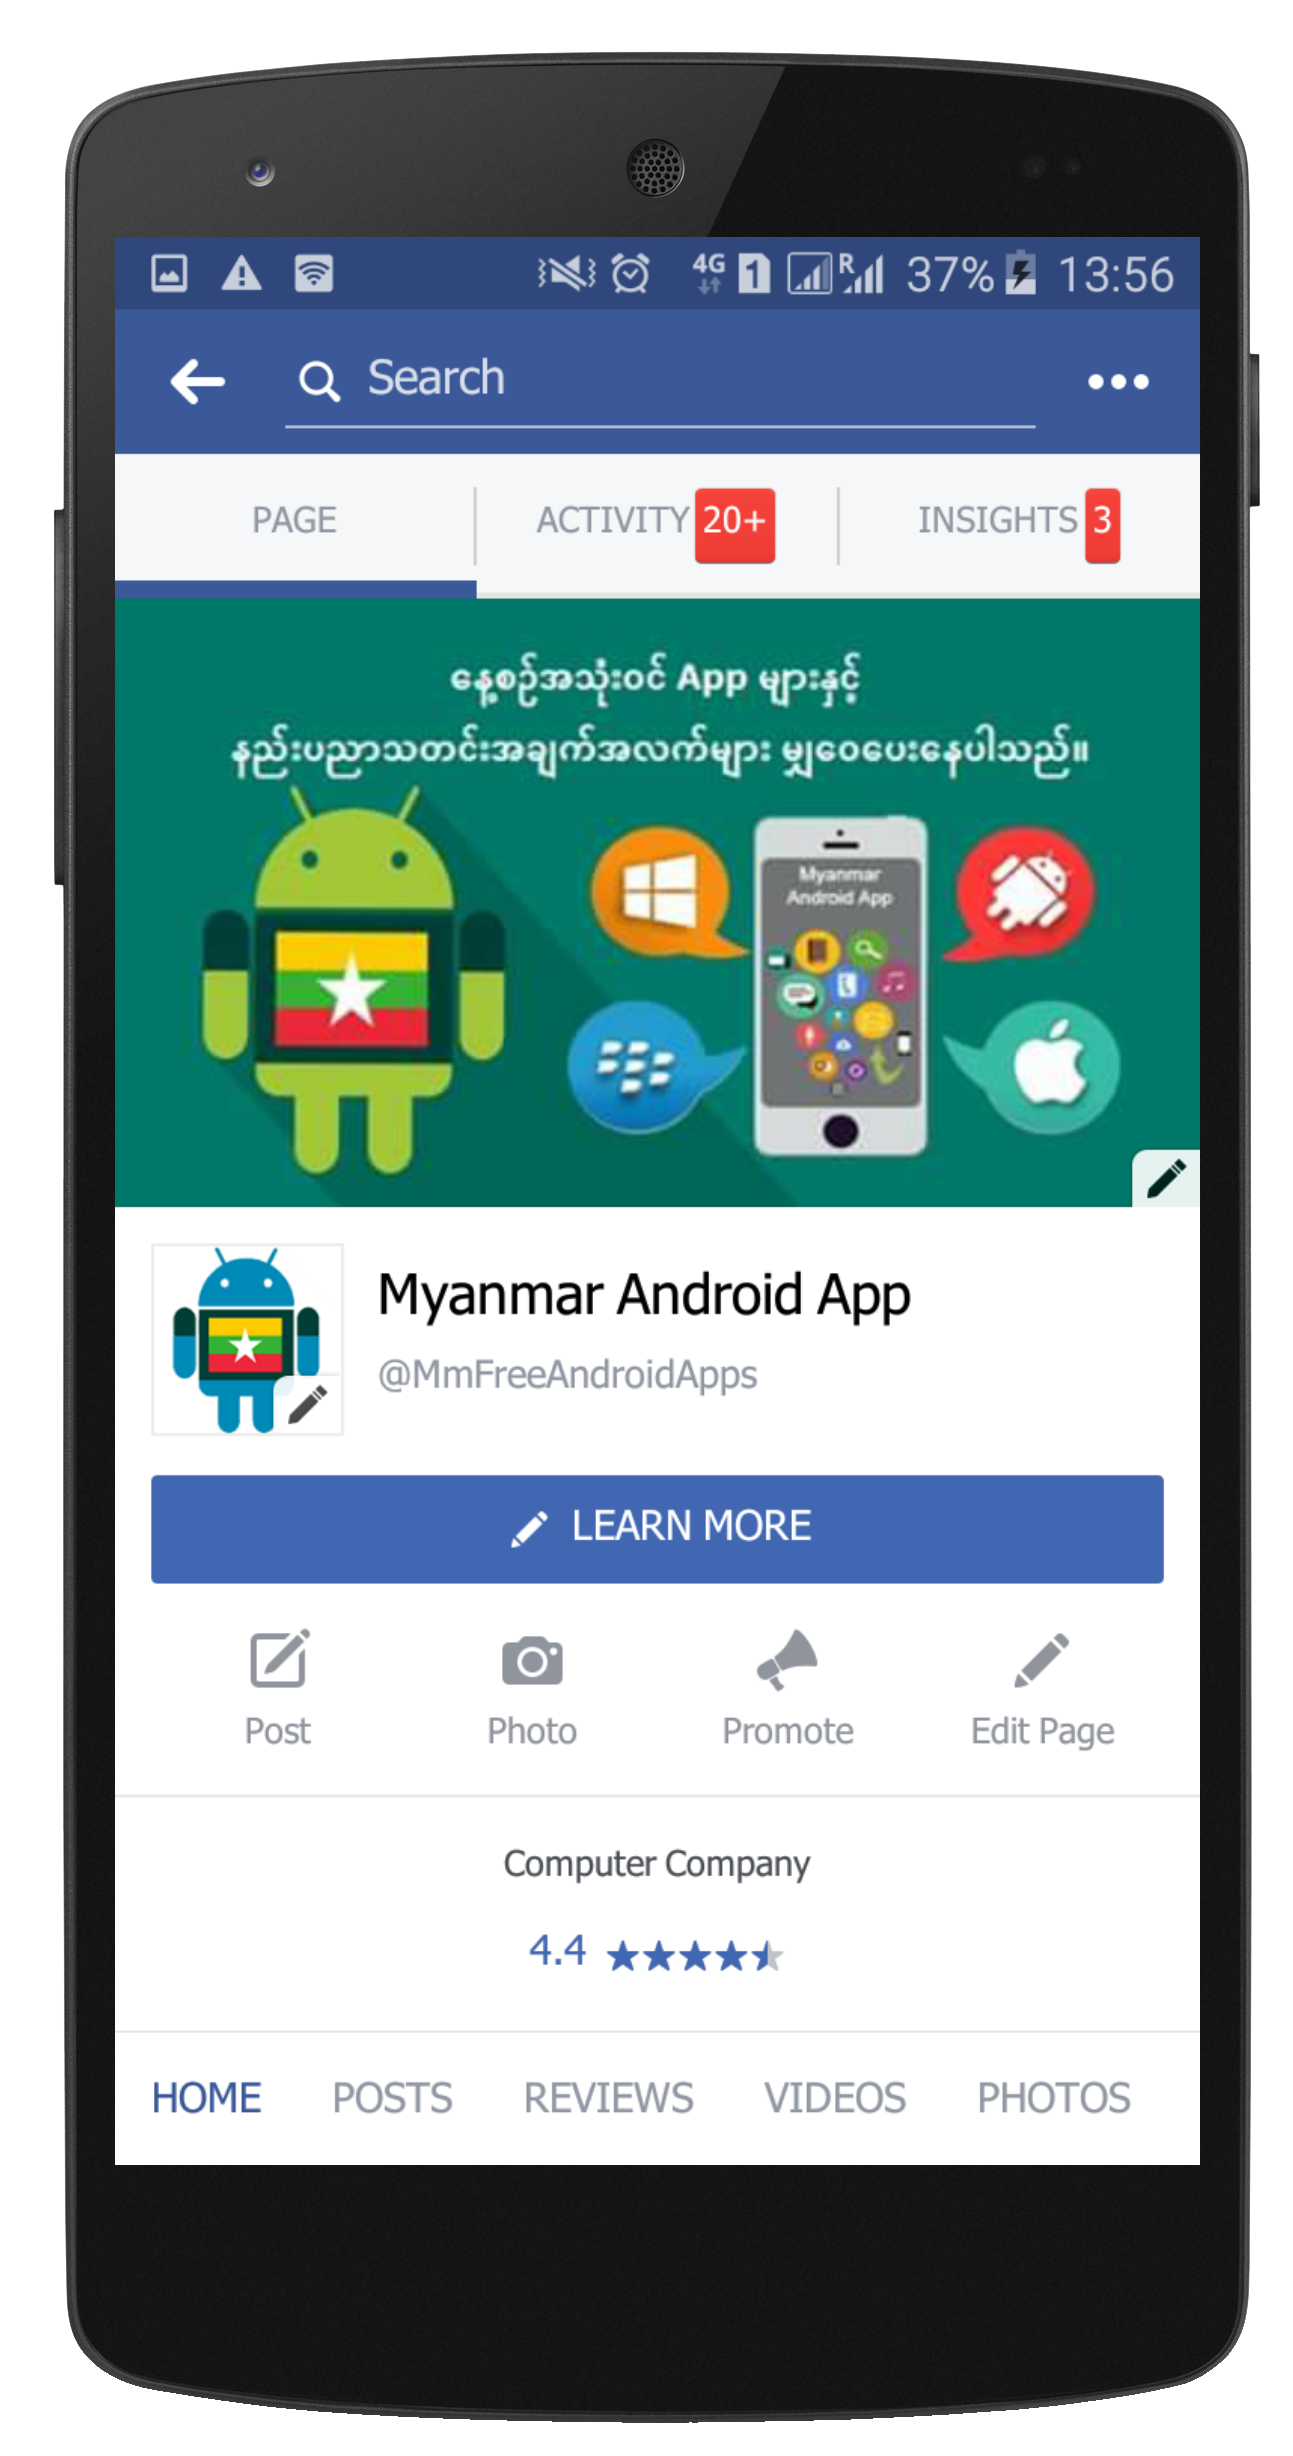 4G 1 R 37% 13:56
Search
PAGE
ACTIVITY 20+
INSIGHTS 3
နေ့စဉ်အသုံးဝင် App များနှင့်
နည်းပညာသတင်းအချက်အလက်များ မျှဝေပေးနေပါသည်။
Myanmar
Android App
Myanmar Android App
@MmFreeAndroidApps
LEARN MORE
Post
Photo
Promote
Edit Page
Computer Company
4.4
HOME
POSTS
REVIEWS
VIDEOS
PHOTOS